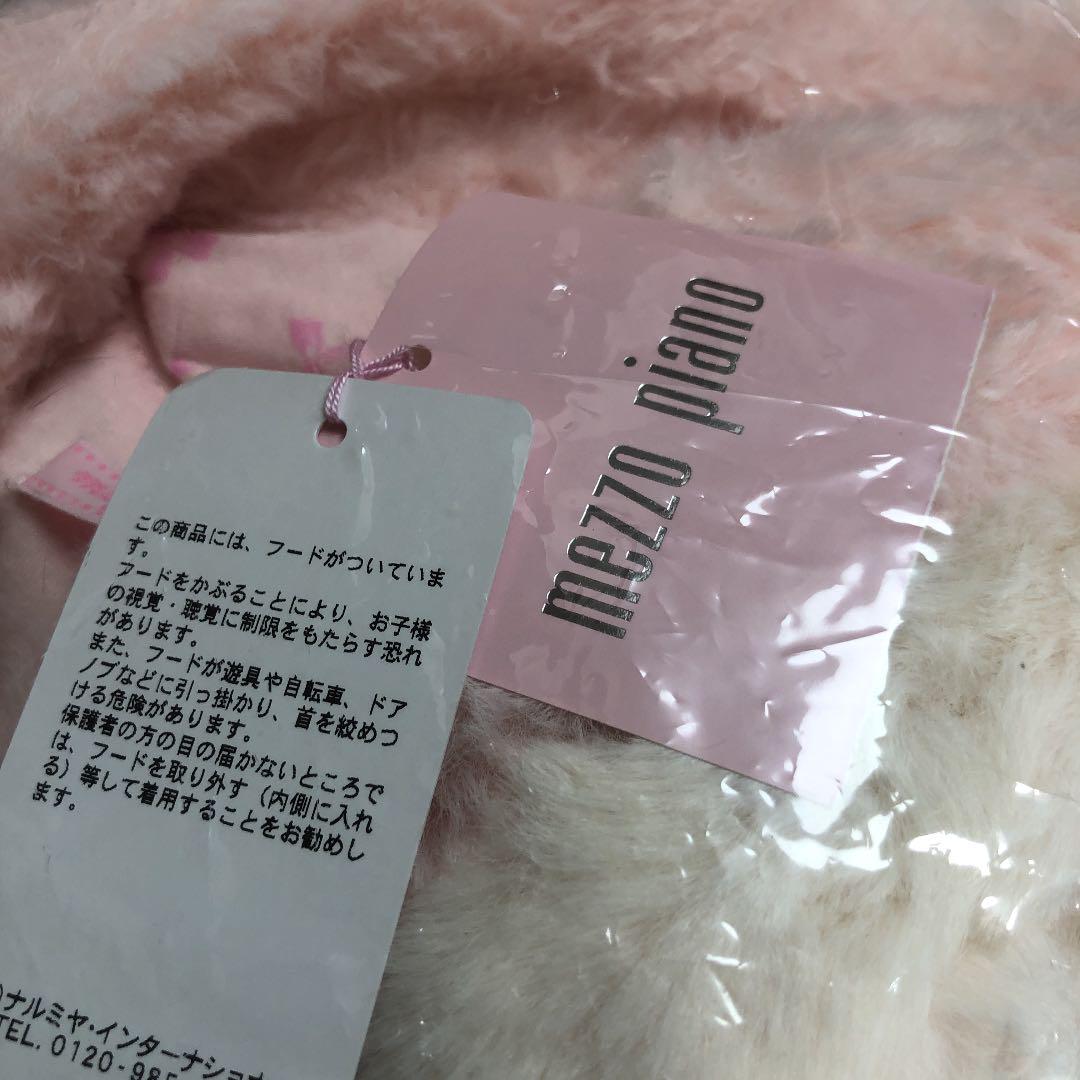 mezzo piano
この商品には、フードがついていま
す。
フードをかぶることにより、お子様
の視覚・聴覚に制限をもたらす恐れ
があります。
また、フードが遊具や自転車、ドア
ノブなどに引っ掛かり、首を絞めつ
ける危険があります。
保護者の方の目の届かないところで
は、フードを取り外す（内側に入れ
る）等して着用することをお勧めし
ます。
ナルミヤ・インターナショナ
TEL. 0120-985